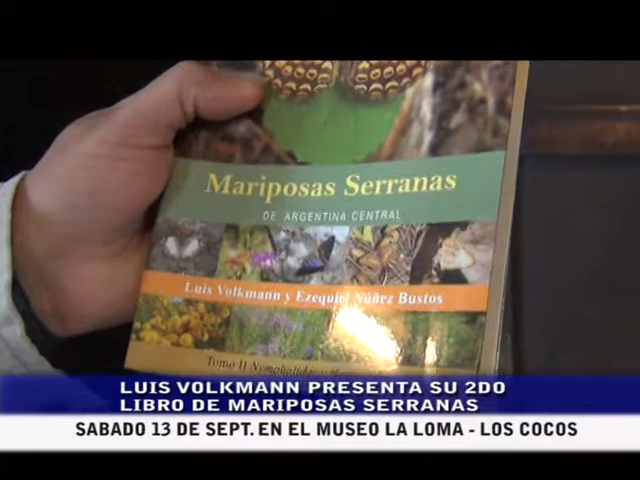 Mariposas Serranas
DE ARGENTINA CENTRAL
Luis Volkmann y Ezequiel Núñez Bustos
Tomo II Nymphalidae
LUIS VOLKMANN PRESENTA SU 2DO
LIBRO DE MARIPOSAS SERRANAS
SABADO 13 DE SEPT. EN EL MUSEO LA LOMA - LOS COCOS